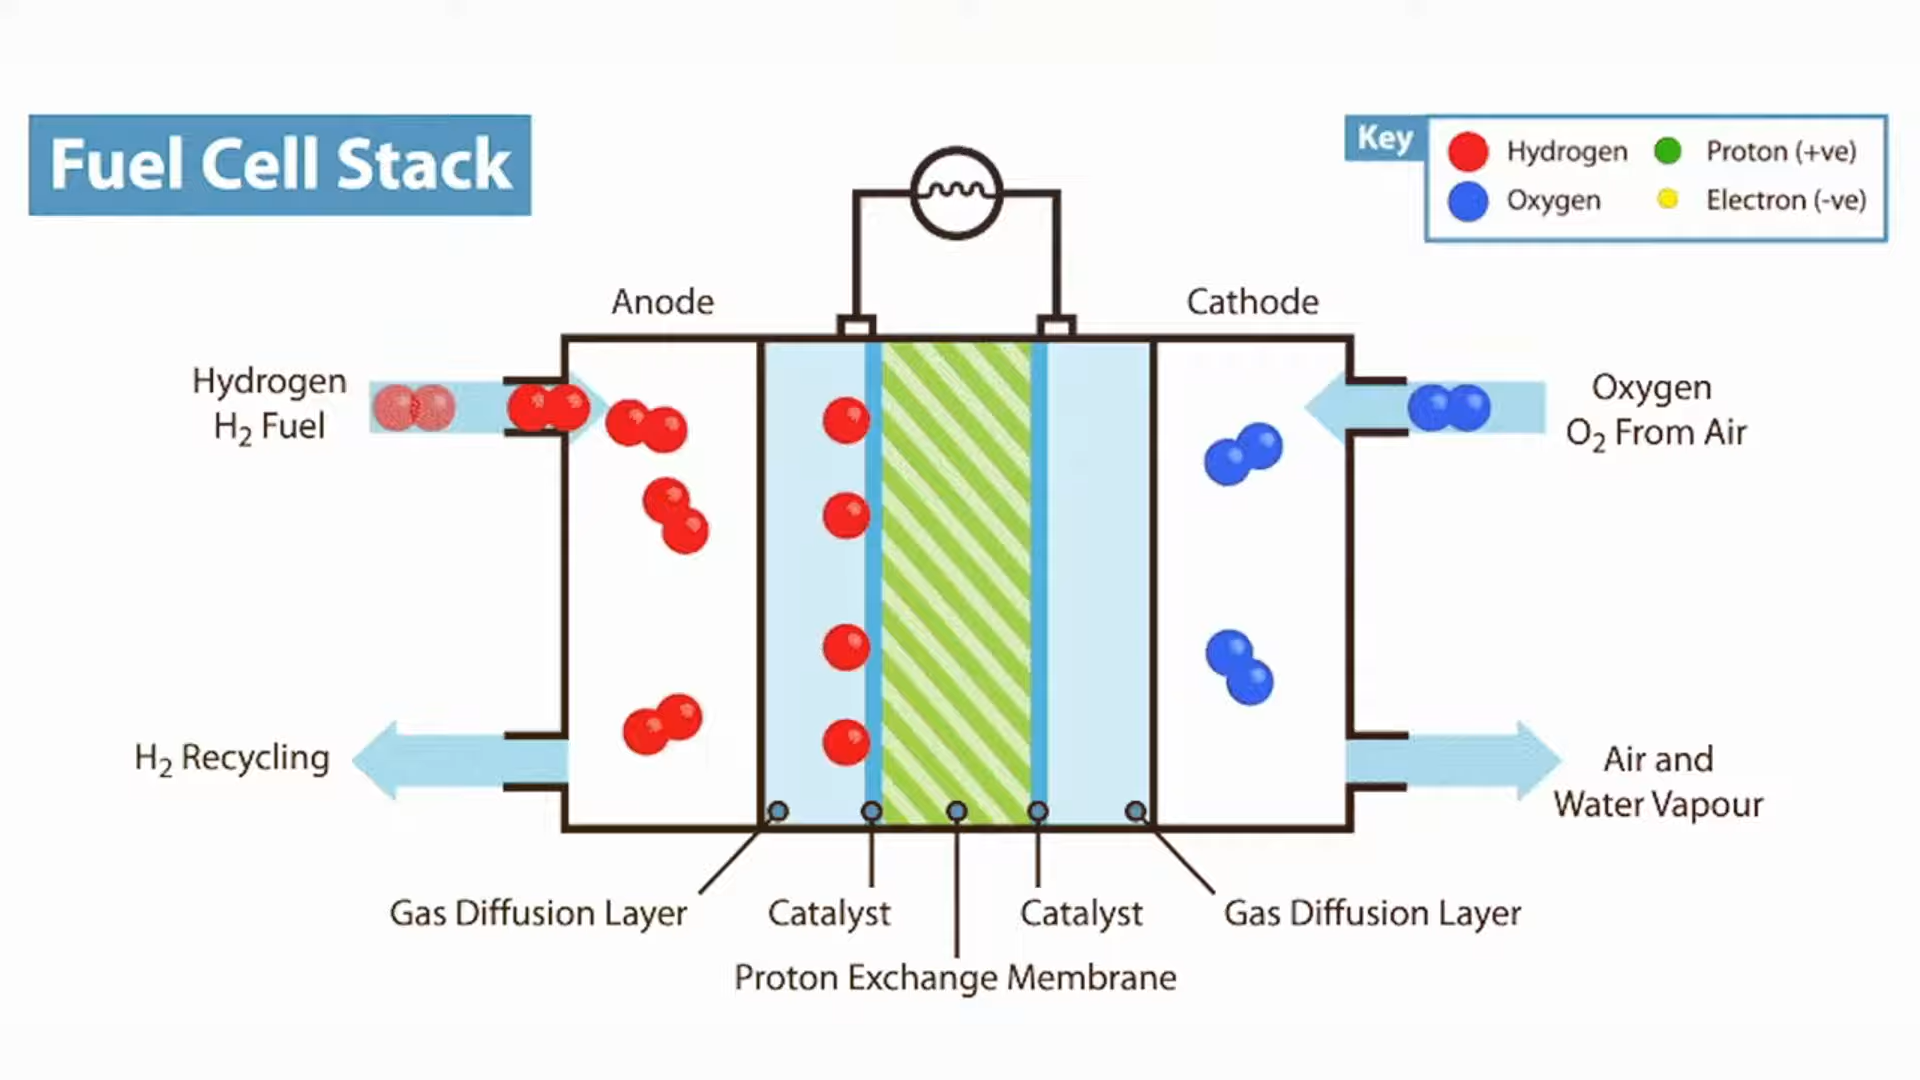 Fuel Cell Stack
Key
Hydrogen
Proton (+ve)
Oxygen
Electron (-ve)
Anode
Cathode
Hydrogen
H₂ Fuel
Oxygen
O₂ From Air
H₂ Recycling
Air and
Water Vapour
Gas Diffusion Layer
Catalyst
Catalyst
Gas Diffusion Layer
Proton Exchange Membrane